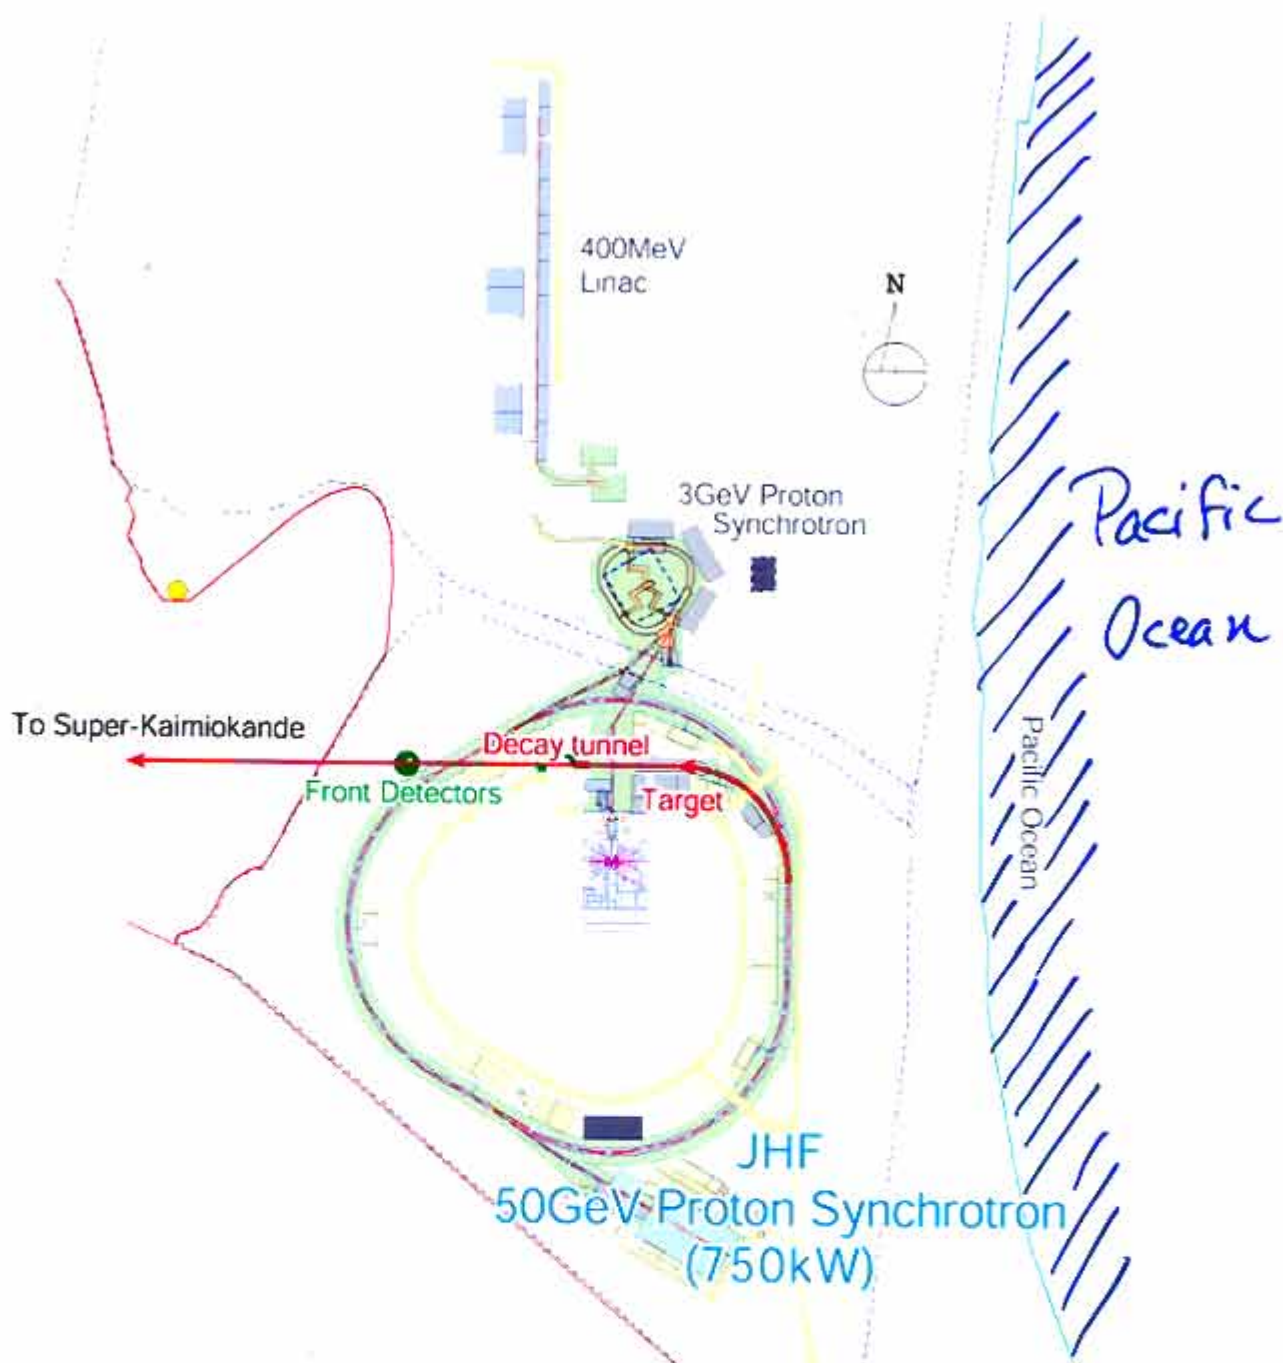 400MeV
Linac
N
3GeV Proton
Synchrotron
Pacific
Ocean
To Super-Kaimiokande
Decay tunnel
Front Detectors
Target
Pacific Ocean
JHF
50GeV Proton Synchrotron
(750kW)